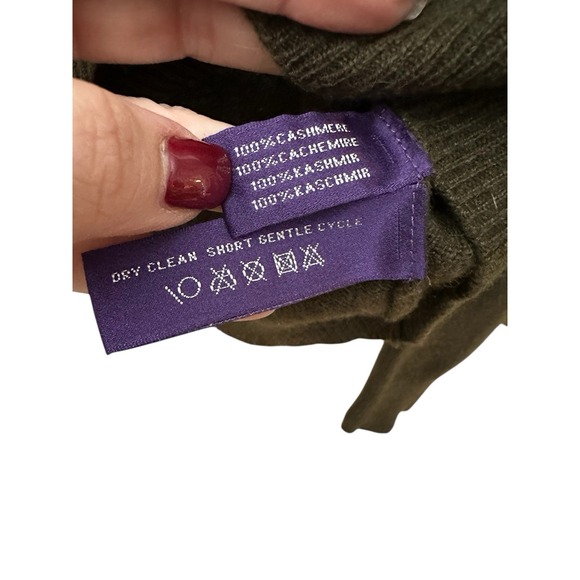 100%CASHMERE
100%CACHEMIRE
100%KASHMIR
100%KASCHMIR
DRY CLEAN SHORT GENTLE CYCLE